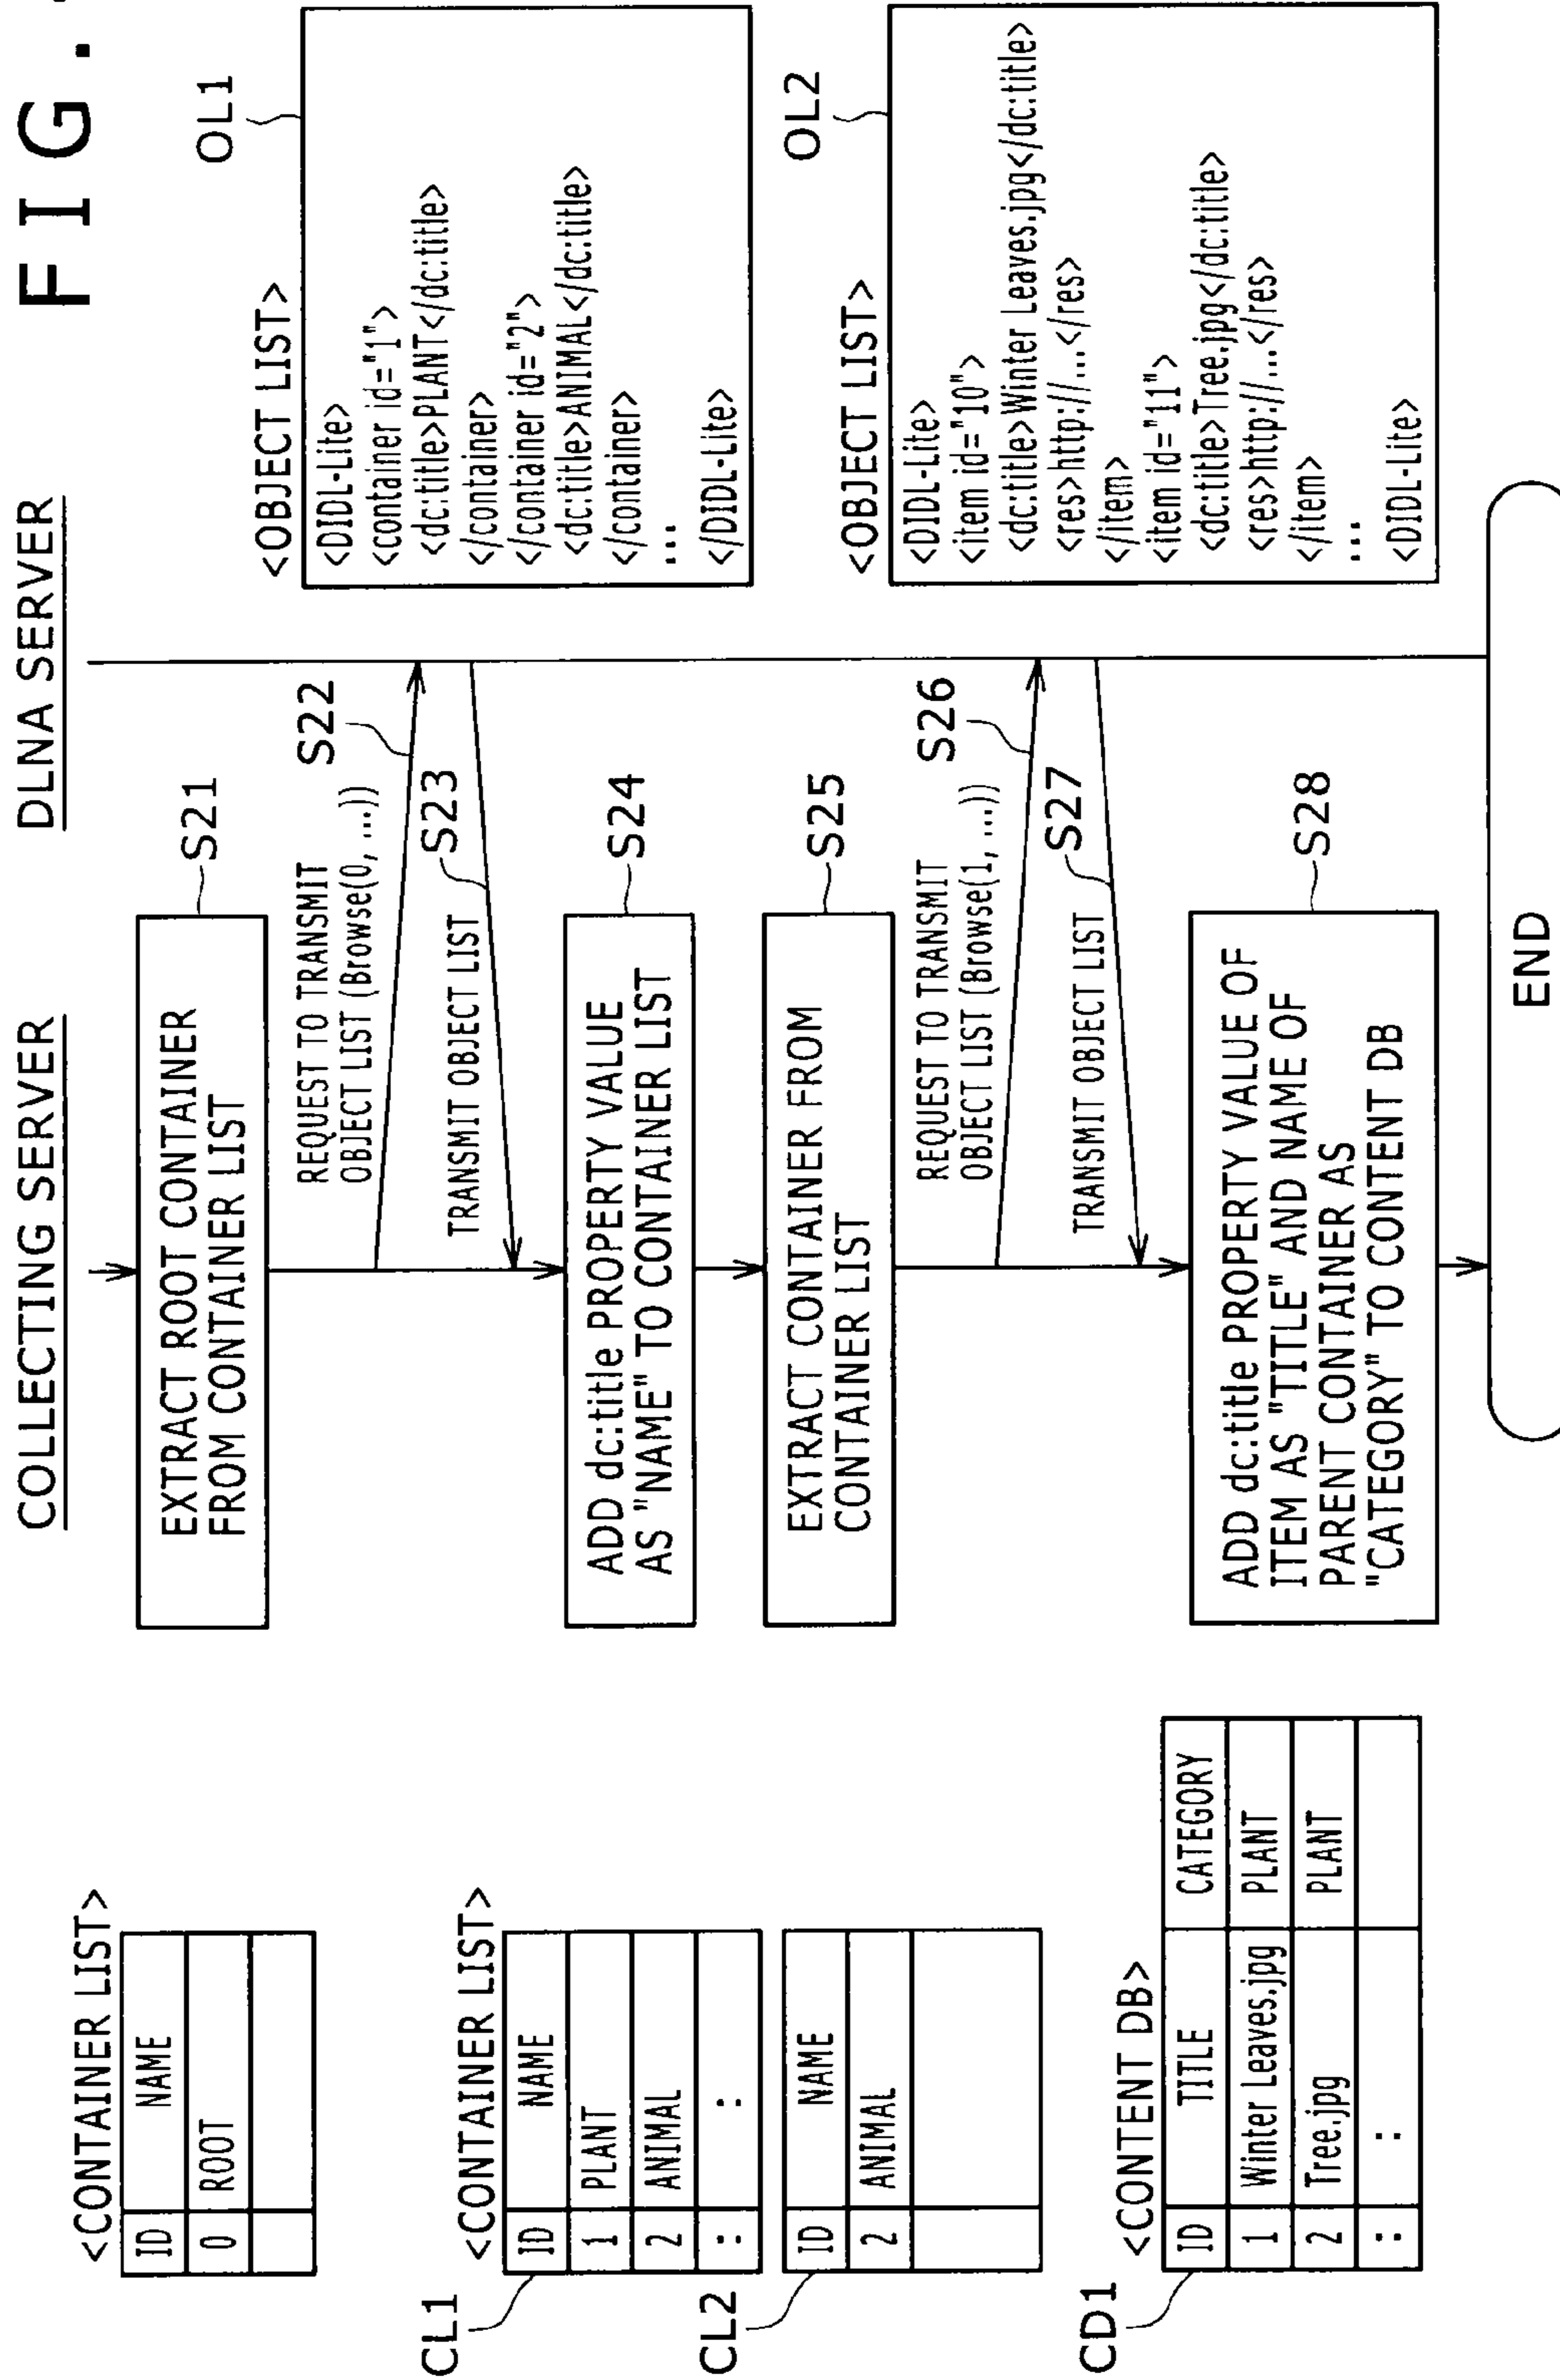 F I G .
COLLECTING SERVER
DLNA SERVER
<CONTAINER LIST>
ID NAME
0 ROOT
EXTRACT ROOT CONTAINER
FROM CONTAINER LIST
S21
REQUEST TO TRANSMIT
OBJECT LIST (Browse(0, ...))
S22
TRANSMIT OBJECT LIST
S23
<OBJECT LIST>
OL1
<DIDL-Lite>
<container id="1">
<dc:title>PLANT</dc:title>
</container>
</container id="2">
<dc:title>ANIMAL</dc:title>
</container>
...
</DIDL-Lite>
<CONTAINER LIST>
CL1
ID NAME
1 PLANT
2 ANIMAL
: :
ADD dc:title PROPERTY VALUE
AS "NAME" TO CONTAINER LIST
S24
CL2
ID NAME
2 ANIMAL
EXTRACT CONTAINER FROM
CONTAINER LIST
S25
REQUEST TO TRANSMIT
OBJECT LIST (Browse(1, ...))
S26
TRANSMIT OBJECT LIST
S27
<OBJECT LIST>
OL2
<DIDL-Lite>
<item id="10">
<dc:title>Winter Leaves.jpg</dc:title>
<res>http://...</res>
</item>
<item id="11">
<dc:title>Tree.jpg</dc:title>
<res>http://...</res>
</item>
...
<DIDL-Lite>
<CONTENT DB>
CD1
ID TITLE CATEGORY
1 Winter Leaves.jpg PLANT
2 Tree.jpg PLANT
: :
ADD dc:title PROPERTY VALUE OF
ITEM AS "TITLE" AND NAME OF
PARENT CONTAINER AS
"CATEGORY" TO CONTENT DB
S28
END